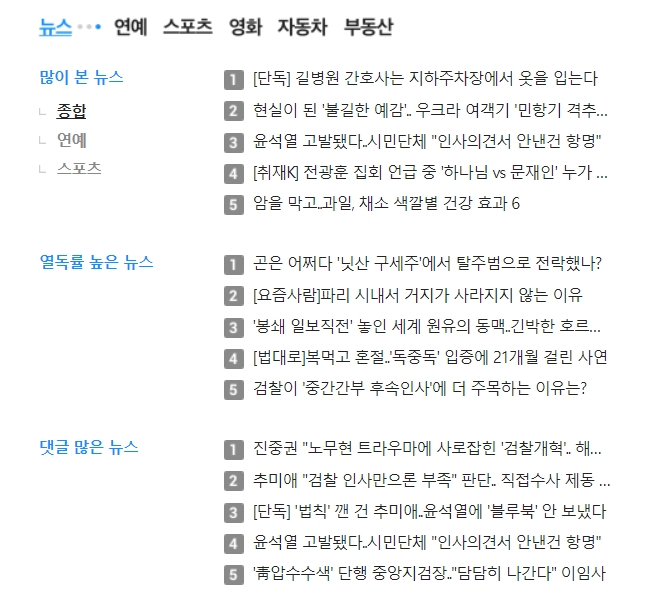 뉴스 연예 스포츠 영화 자동차 부동산
많이 본 뉴스
종합
연예
스포츠
1 [단독] 길병원 간호사는 지하주차장에서 옷을 입는다
2 현실이 된 '불길한 예감'.. 우크라 여객기 '민항기 격추...
3 윤석열 고발됐다..시민단체 "인사의견서 안낸건 항명"
4 [취재K] 전광훈 집회 언급 중 '하나님 vs 문재인' 누가 ...
5 암을 막고..과일, 채소 색깔별 건강 효과 6
열독률 높은 뉴스
1 곤은 어쩌다 '닛산 구세주'에서 탈주범으로 전락했나?
2 [요즘사람]파리 시내서 거지가 사라지지 않는 이유
3 '봉쇄 일보직전' 놓인 세계 원유의 동맥..긴박한 호르...
4 [법대로]복먹고 혼절..'독중독' 입증에 21개월 걸린 사연
5 검찰이 '중간간부 후속인사'에 더 주목하는 이유는?
댓글 많은 뉴스
1 진중권 "노무현 트라우마에 사로잡힌 '검찰개혁'.. 해...
2 추미애 "검찰 인사만으론 부족" 판단.. 직접수사 제동 ...
3 [단독] '법칙' 깬 건 추미애..윤석열에 '블루북' 안 보냈다
4 윤석열 고발됐다..시민단체 "인사의견서 안낸건 항명"
5 '靑압수수색' 단행 중앙지검장.."담담히 나간다" 이임사